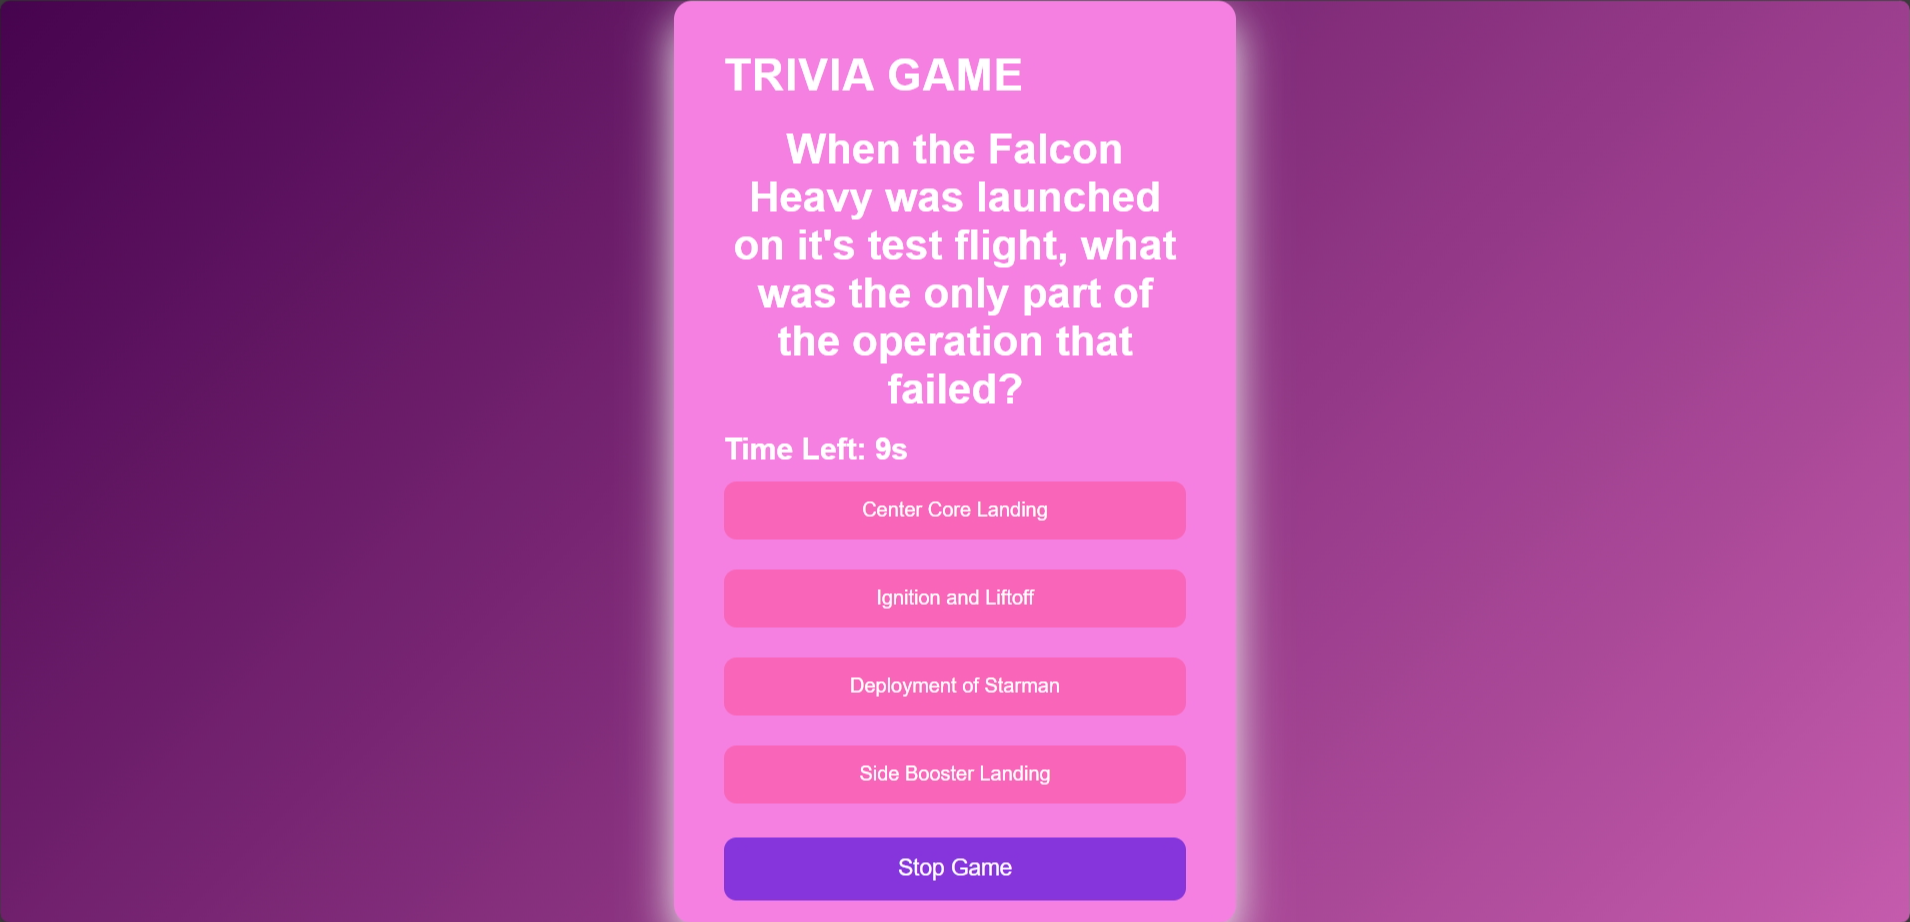 TRIVIA GAME
When the Falcon
Heavy was launched
on it's test flight, what
was the only part of
the operation that
failed?
Time Left: 9s
Center Core Landing
Ignition and Liftoff
Deployment of Starman
Side Booster Landing
Stop Game